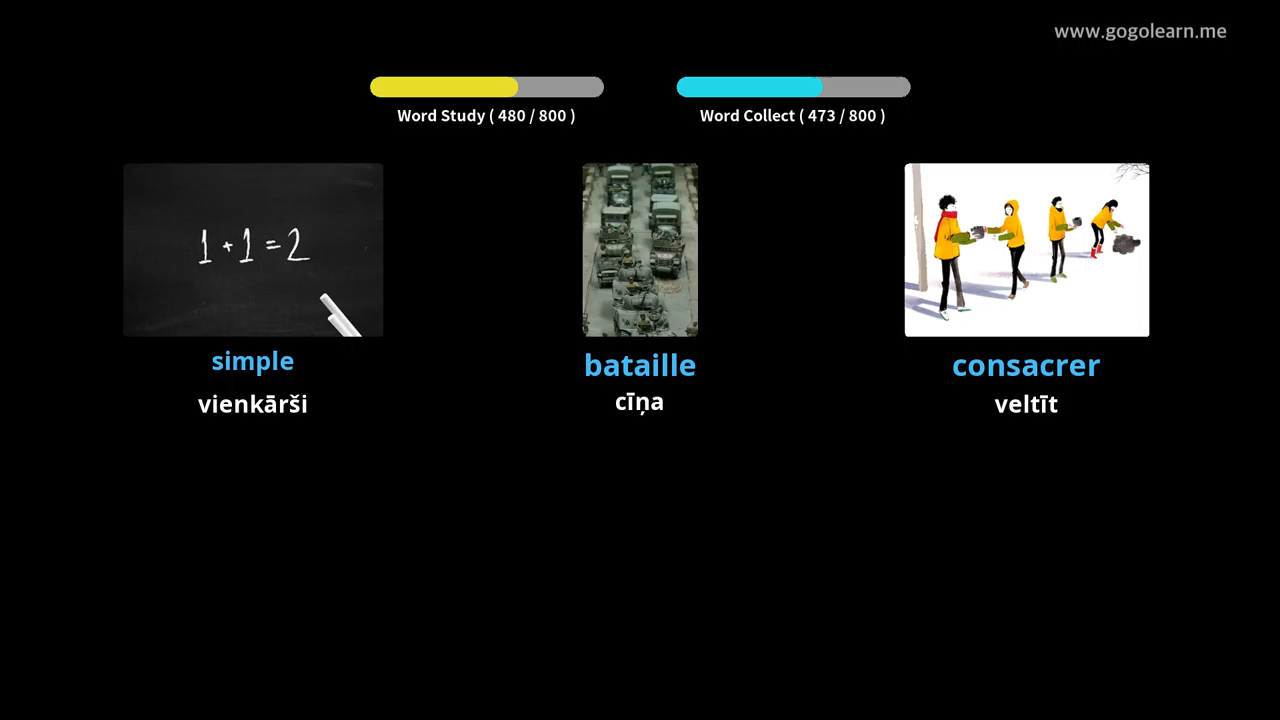 www.gogolearn.me
Word Study ( 480 / 800 )
Word Collect ( 473 / 800 )
1 + 1 = 2
simple
bataille
consacrer
vienkārši
cīņa
veltīt